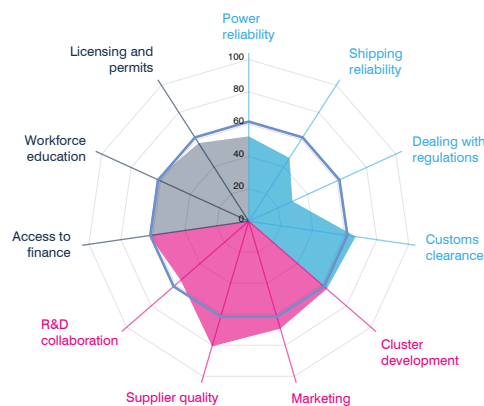 Power
reliability
Licensing and
permits
Shipping
reliability
100
80
60
40
20
0
Workforce
education
Dealing with
regulations
Access to
finance
Customs
clearance
R&D
collaboration
Cluster
development
Supplier quality
Marketing